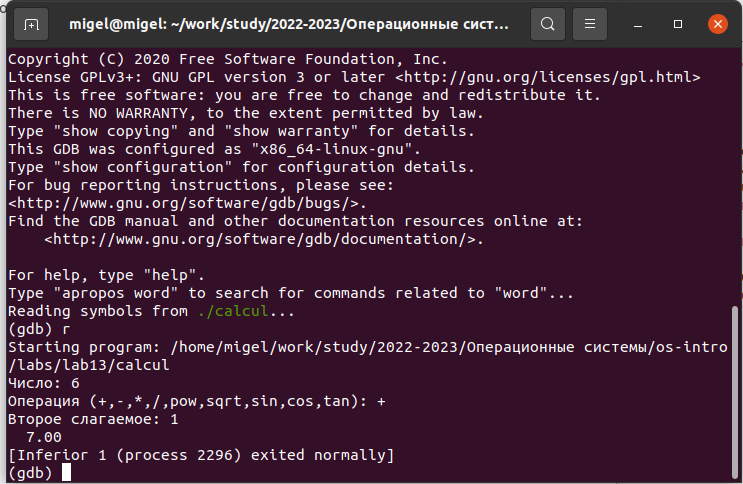 migel@migel: ~/work/study/2022-2023/Операционные сист...
Copyright (C) 2020 Free Software Foundation, Inc.
License GPLv3+: GNU GPL version 3 or later <http://gnu.org/licenses/gpl.html>
This is free software: you are free to change and redistribute it.
There is NO WARRANTY, to the extent permitted by law.
Type "show copying" and "show warranty" for details.
This GDB was configured as "x86_64-linux-gnu".
Type "show configuration" for configuration details.
For bug reporting instructions, please see:
<http://www.gnu.org/software/gdb/bugs/>.
Find the GDB manual and other documentation resources online at:
    <http://www.gnu.org/software/gdb/documentation/>.
For help, type "help".
Type "apropos word" to search for commands related to "word"...
Reading symbols from ./calcul...
(gdb) r
Starting program: /home/migel/work/study/2022-2023/Операционные системы/os-intro
/labs/lab13/calcul
Число: 6
Операция (+,-,*,/,pow,sqrt,sin,cos,tan): +
Второе слагаемое: 1
  7.00
[Inferior 1 (process 2296) exited normally]
(gdb)